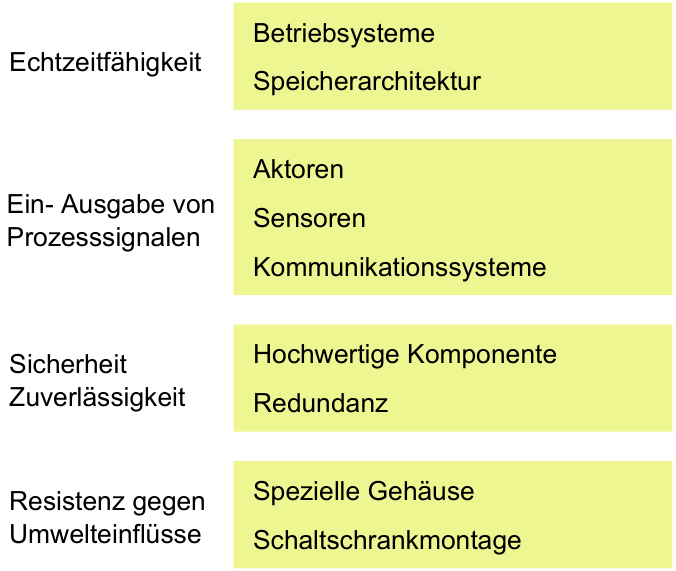 Echtzeitfähigkeit
Betriebsysteme
Speicherarchitektur
Ein- Ausgabe von
Prozesssignalen
Aktoren
Sensoren
Kommunikationssysteme
Sicherheit
Zuverlässigkeit
Hochwertige Komponente
Redundanz
Resistenz gegen
Umwelteinflüsse
Spezielle Gehäuse
Schaltschrankmontage